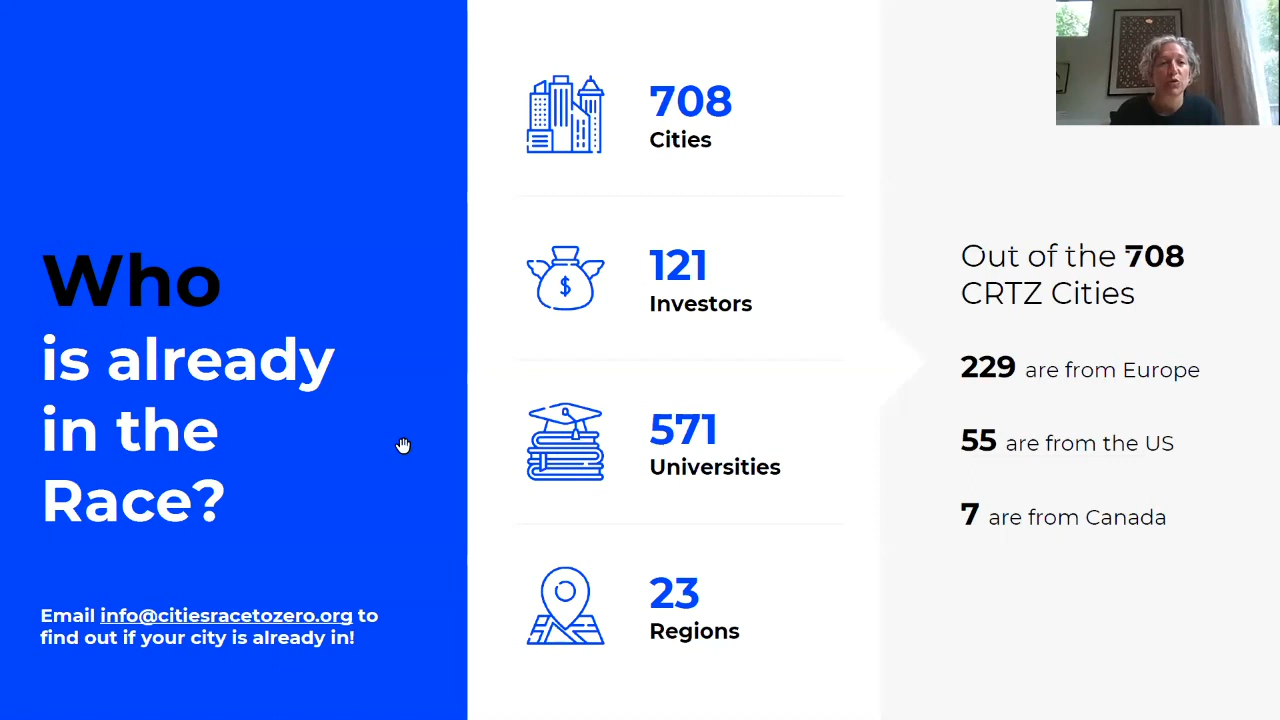 Who
is already
in the
Race?
Email info@citiesracetozero.org to
find out if your city is already in!
708
Cities
$
121
Investors
571
Universities
23
Regions
Out of the 708
CRTZ Cities
229 are from Europe
55 are from the US
7 are from Canada